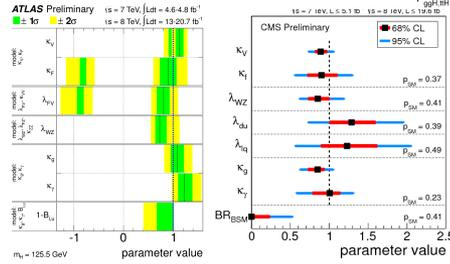 ATLAS Preliminary
√s = 7 TeV, ∫Ldt = 4.6-4.8 fb⁻¹
± 1σ ± 2σ
√s = 8 TeV, ∫Ldt = 13-20.7 fb⁻¹
κV
κF
λFV
λWZ
κg
κγ
1-Bi,u
-1 0 1
mH = 125.5 GeV
parameter value
ggH,ttH
CMS Preliminary
68% CL
95% CL
κV
κf
pSM = 0.37
λWZ
pSM = 0.41
λdu
pSM = 0.39
λlq
pSM = 0.49
κg
κγ
pSM = 0.23
BRBSM
pSM = 0.41
0 0.5 1 1.5 2 2.5
parameter value